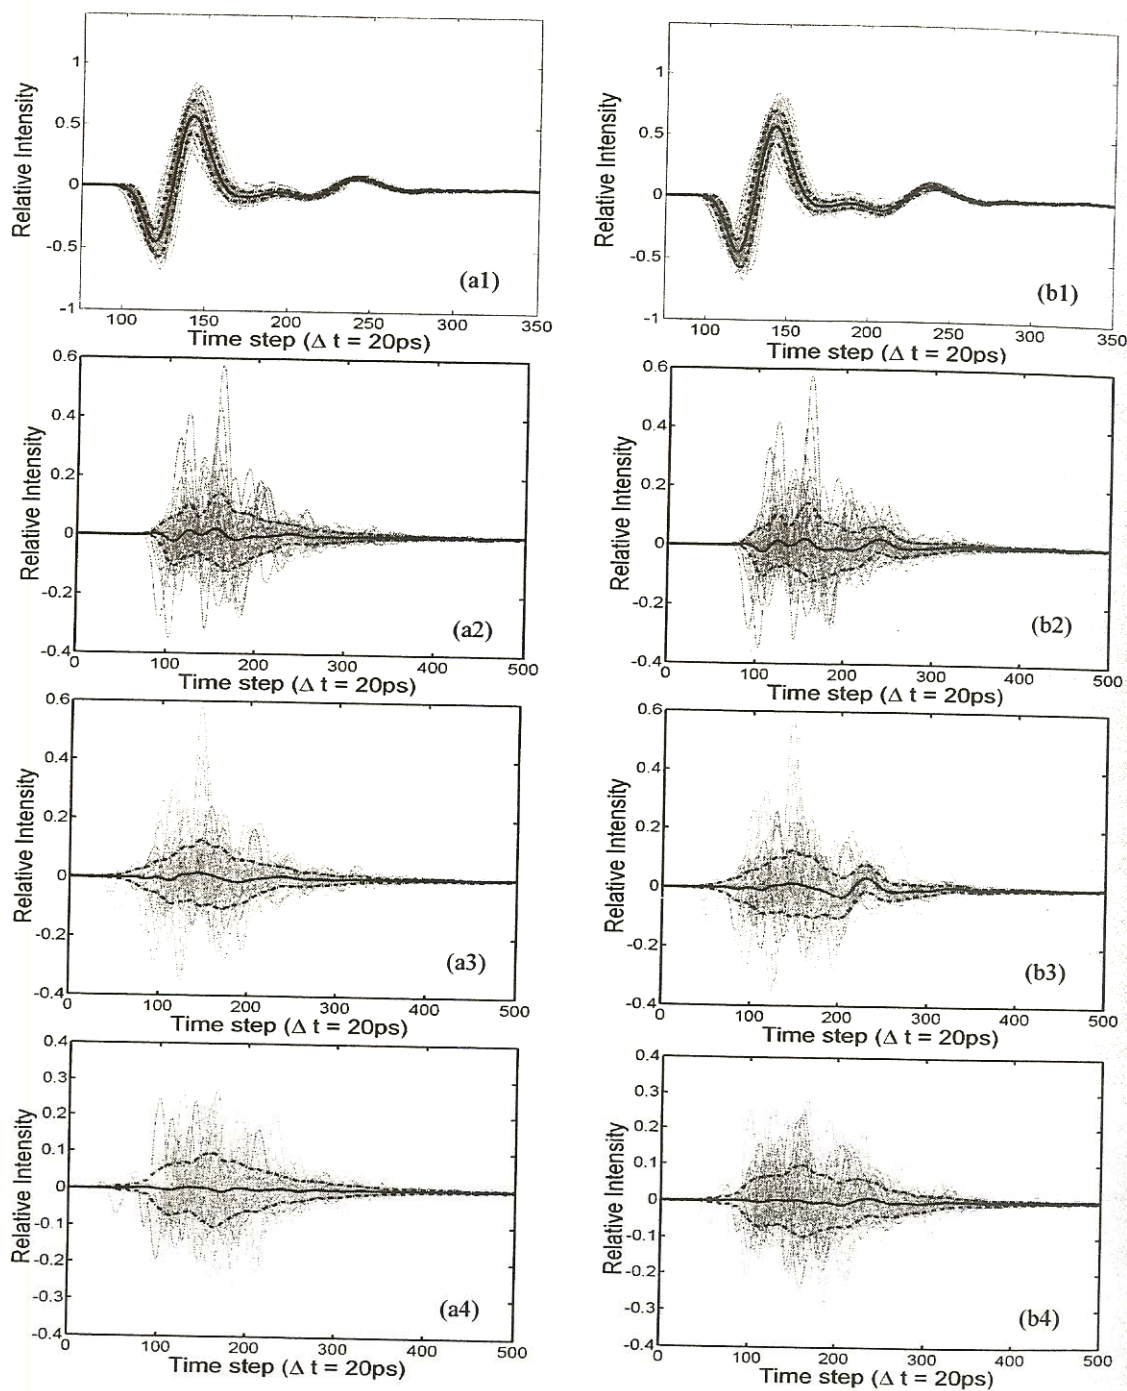 Relative Intensity
1
0.5
0
-0.5
-1
100 150 200 250 300 350
Time step (Δ t = 20ps)
(a1)
Relative Intensity
1
0.5
0
-0.5
-1
100 150 200 250 300 350
Time step (Δ t = 20ps)
(b1)
Relative Intensity
0.6
0.4
0.2
0
-0.2
-0.4
0 100 200 300 400 500
Time step (Δ t = 20ps)
(a2)
Relative Intensity
0.6
0.4
0.2
0
-0.2
-0.4
0 100 200 300 400 500
Time step (Δ t = 20ps)
(b2)
Relative Intensity
0.6
0.4
0.2
0
-0.2
-0.4
0 100 200 300 400 500
Time step (Δ t = 20ps)
(a3)
Relative Intensity
0.6
0.4
0.2
0
-0.2
-0.4
0 100 200 300 400 500
Time step (Δ t = 20ps)
(b3)
Relative Intensity
0.4
0.3
0.2
0.1
0
-0.1
-0.2
-0.3
-0.4
0 100 200 300 400 500
Time step (Δ t = 20ps)
(a4)
Relative Intensity
0.4
0.3
0.2
0.1
0
-0.1
-0.2
-0.3
-0.4
0 100 200 300 400 500
Time step (Δ t = 20ps)
(b4)